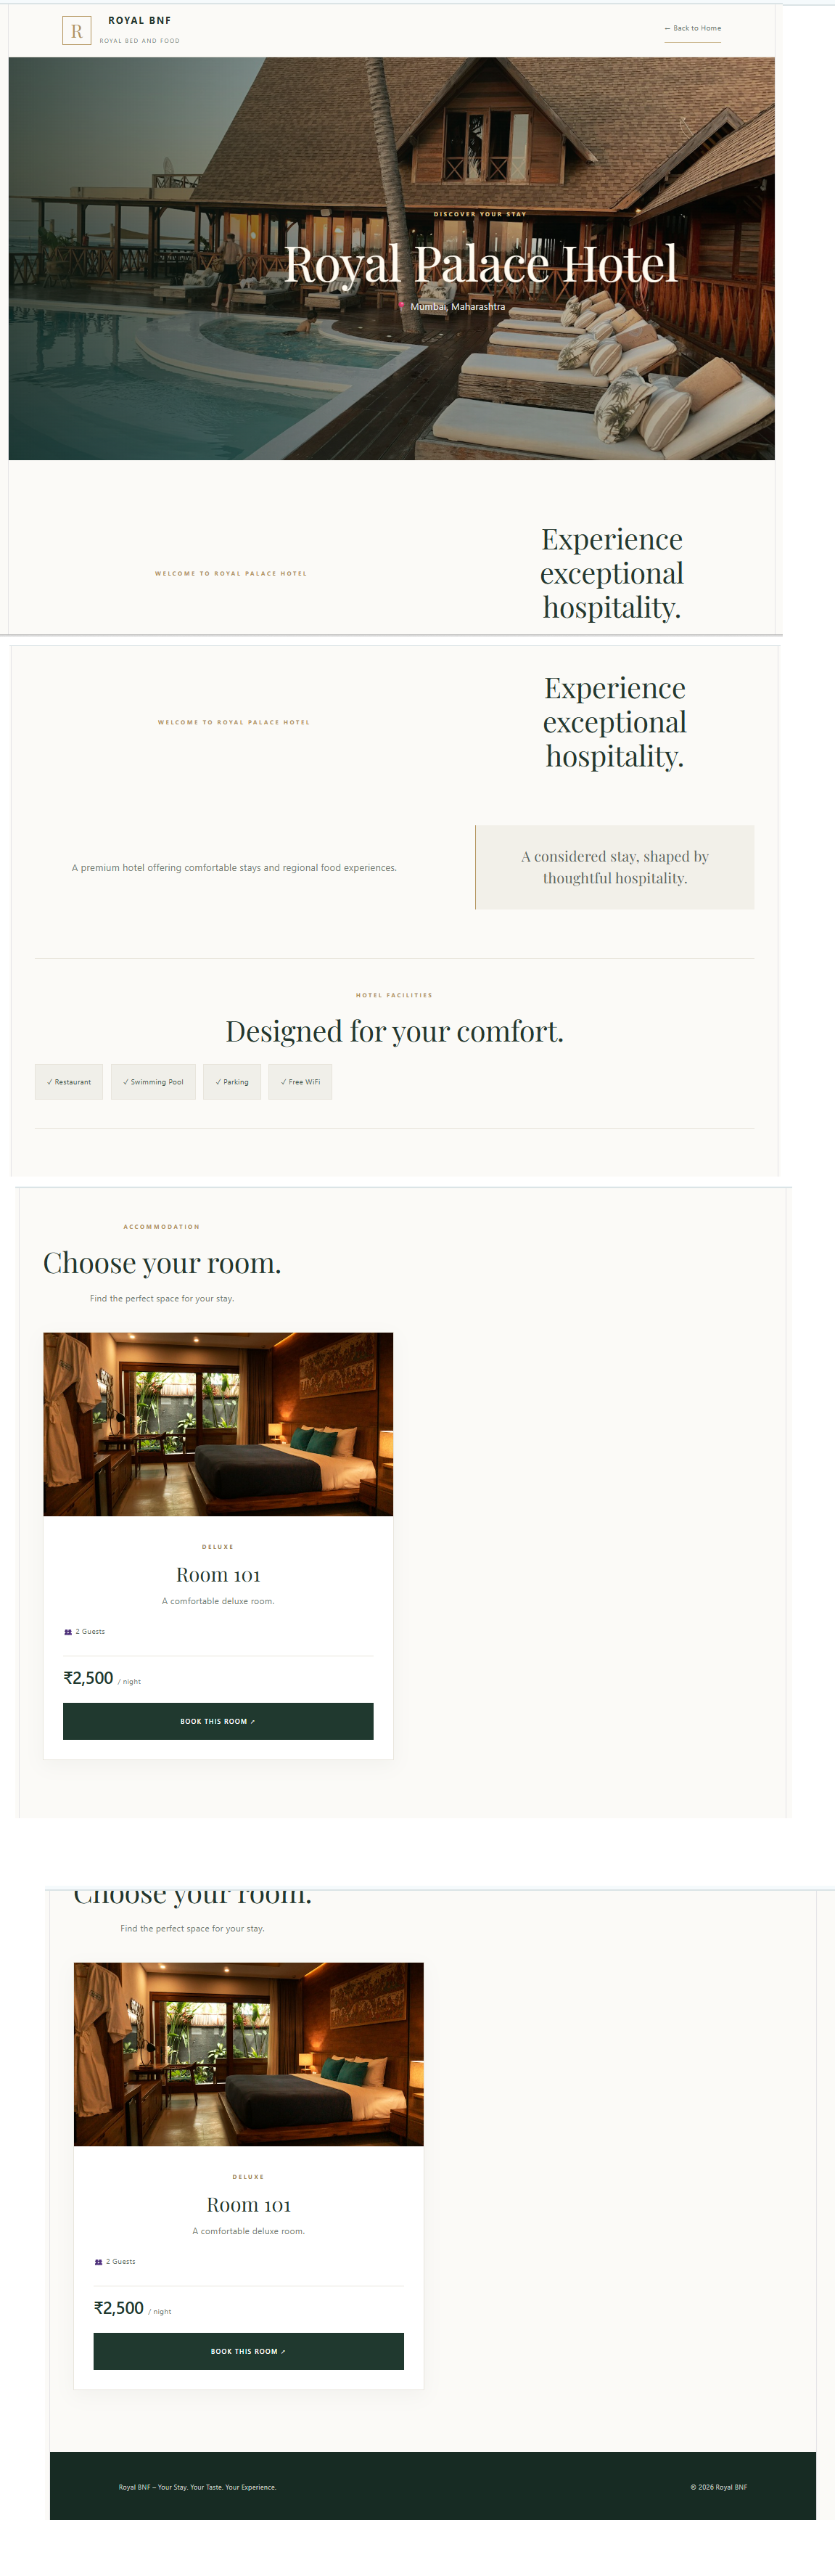 R
ROYAL BNF
ROYAL BED AND FOOD
← Back to Home
DISCOVER YOUR STAY
Royal Palace Hotel
📍 Mumbai, Maharashtra
WELCOME TO ROYAL PALACE HOTEL
Experience
exceptional
hospitality.
WELCOME TO ROYAL PALACE HOTEL
Experience
exceptional
hospitality.
A premium hotel offering comfortable stays and regional food experiences.
A considered stay, shaped by
thoughtful hospitality.
HOTEL FACILITIES
Designed for your comfort.
✓ Restaurant
✓ Swimming Pool
✓ Parking
✓ Free WiFi
ACCOMMODATION
Choose your room.
Find the perfect space for your stay.
DELUXE
Room 101
A comfortable deluxe room.
👥 2 Guests
₹2,500 / night
BOOK THIS ROOM ↗
Choose your room.
Find the perfect space for your stay.
DELUXE
Room 101
A comfortable deluxe room.
👥 2 Guests
₹2,500 / night
BOOK THIS ROOM ↗
Royal BNF – Your Stay. Your Taste. Your Experience.
© 2026 Royal BNF